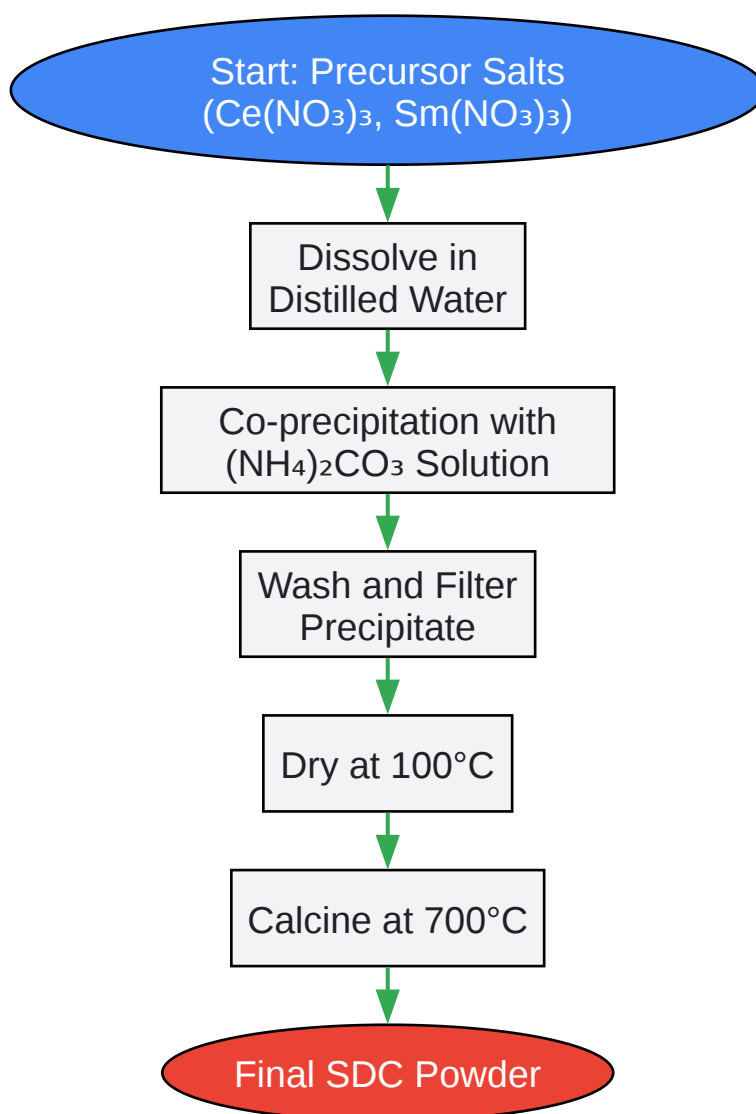 Start: Precursor Salts
(Ce(NO₃)₃, Sm(NO₃)₃)
Dissolve in
Distilled Water
Co-precipitation with
(NH₄)₂CO₃ Solution
Wash and Filter
Precipitate
Dry at 100°C
Calcine at 700°C
Final SDC Powder